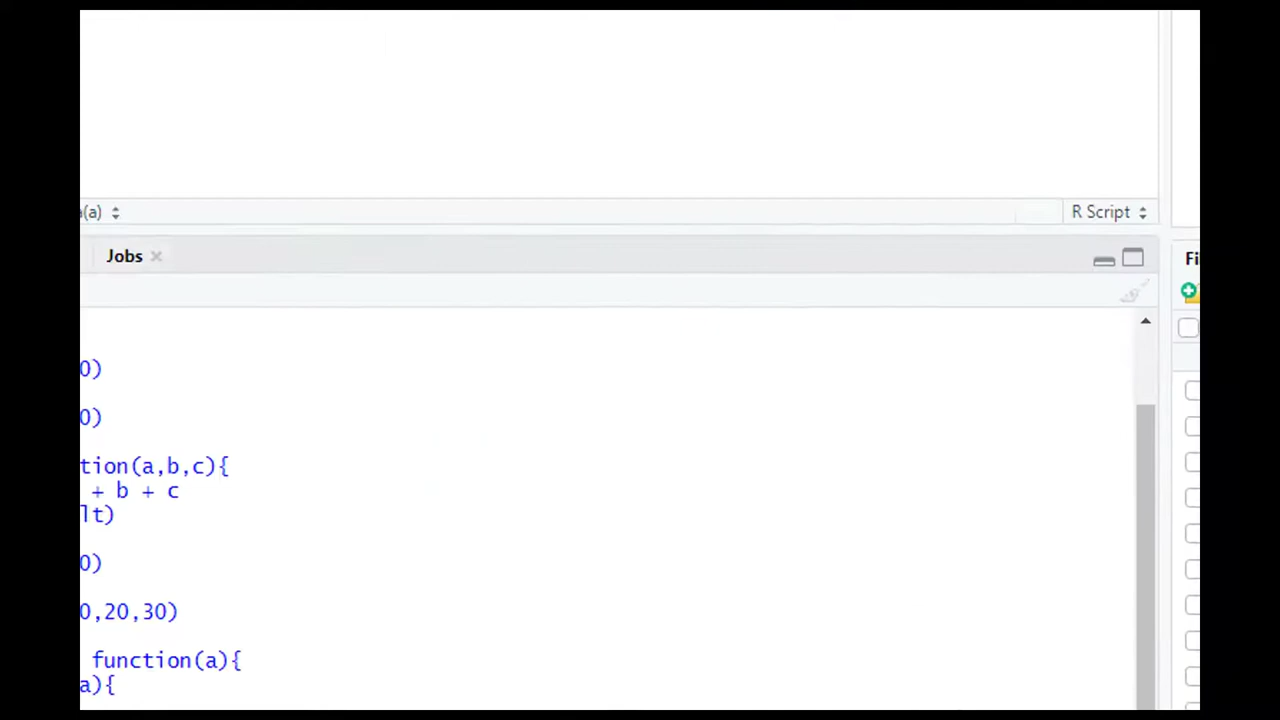 (a)
R Script
Jobs
Fi
0)
0)
tion(a,b,c){
+ b + c
lt)
0)
0,20,30)
function(a){
a){